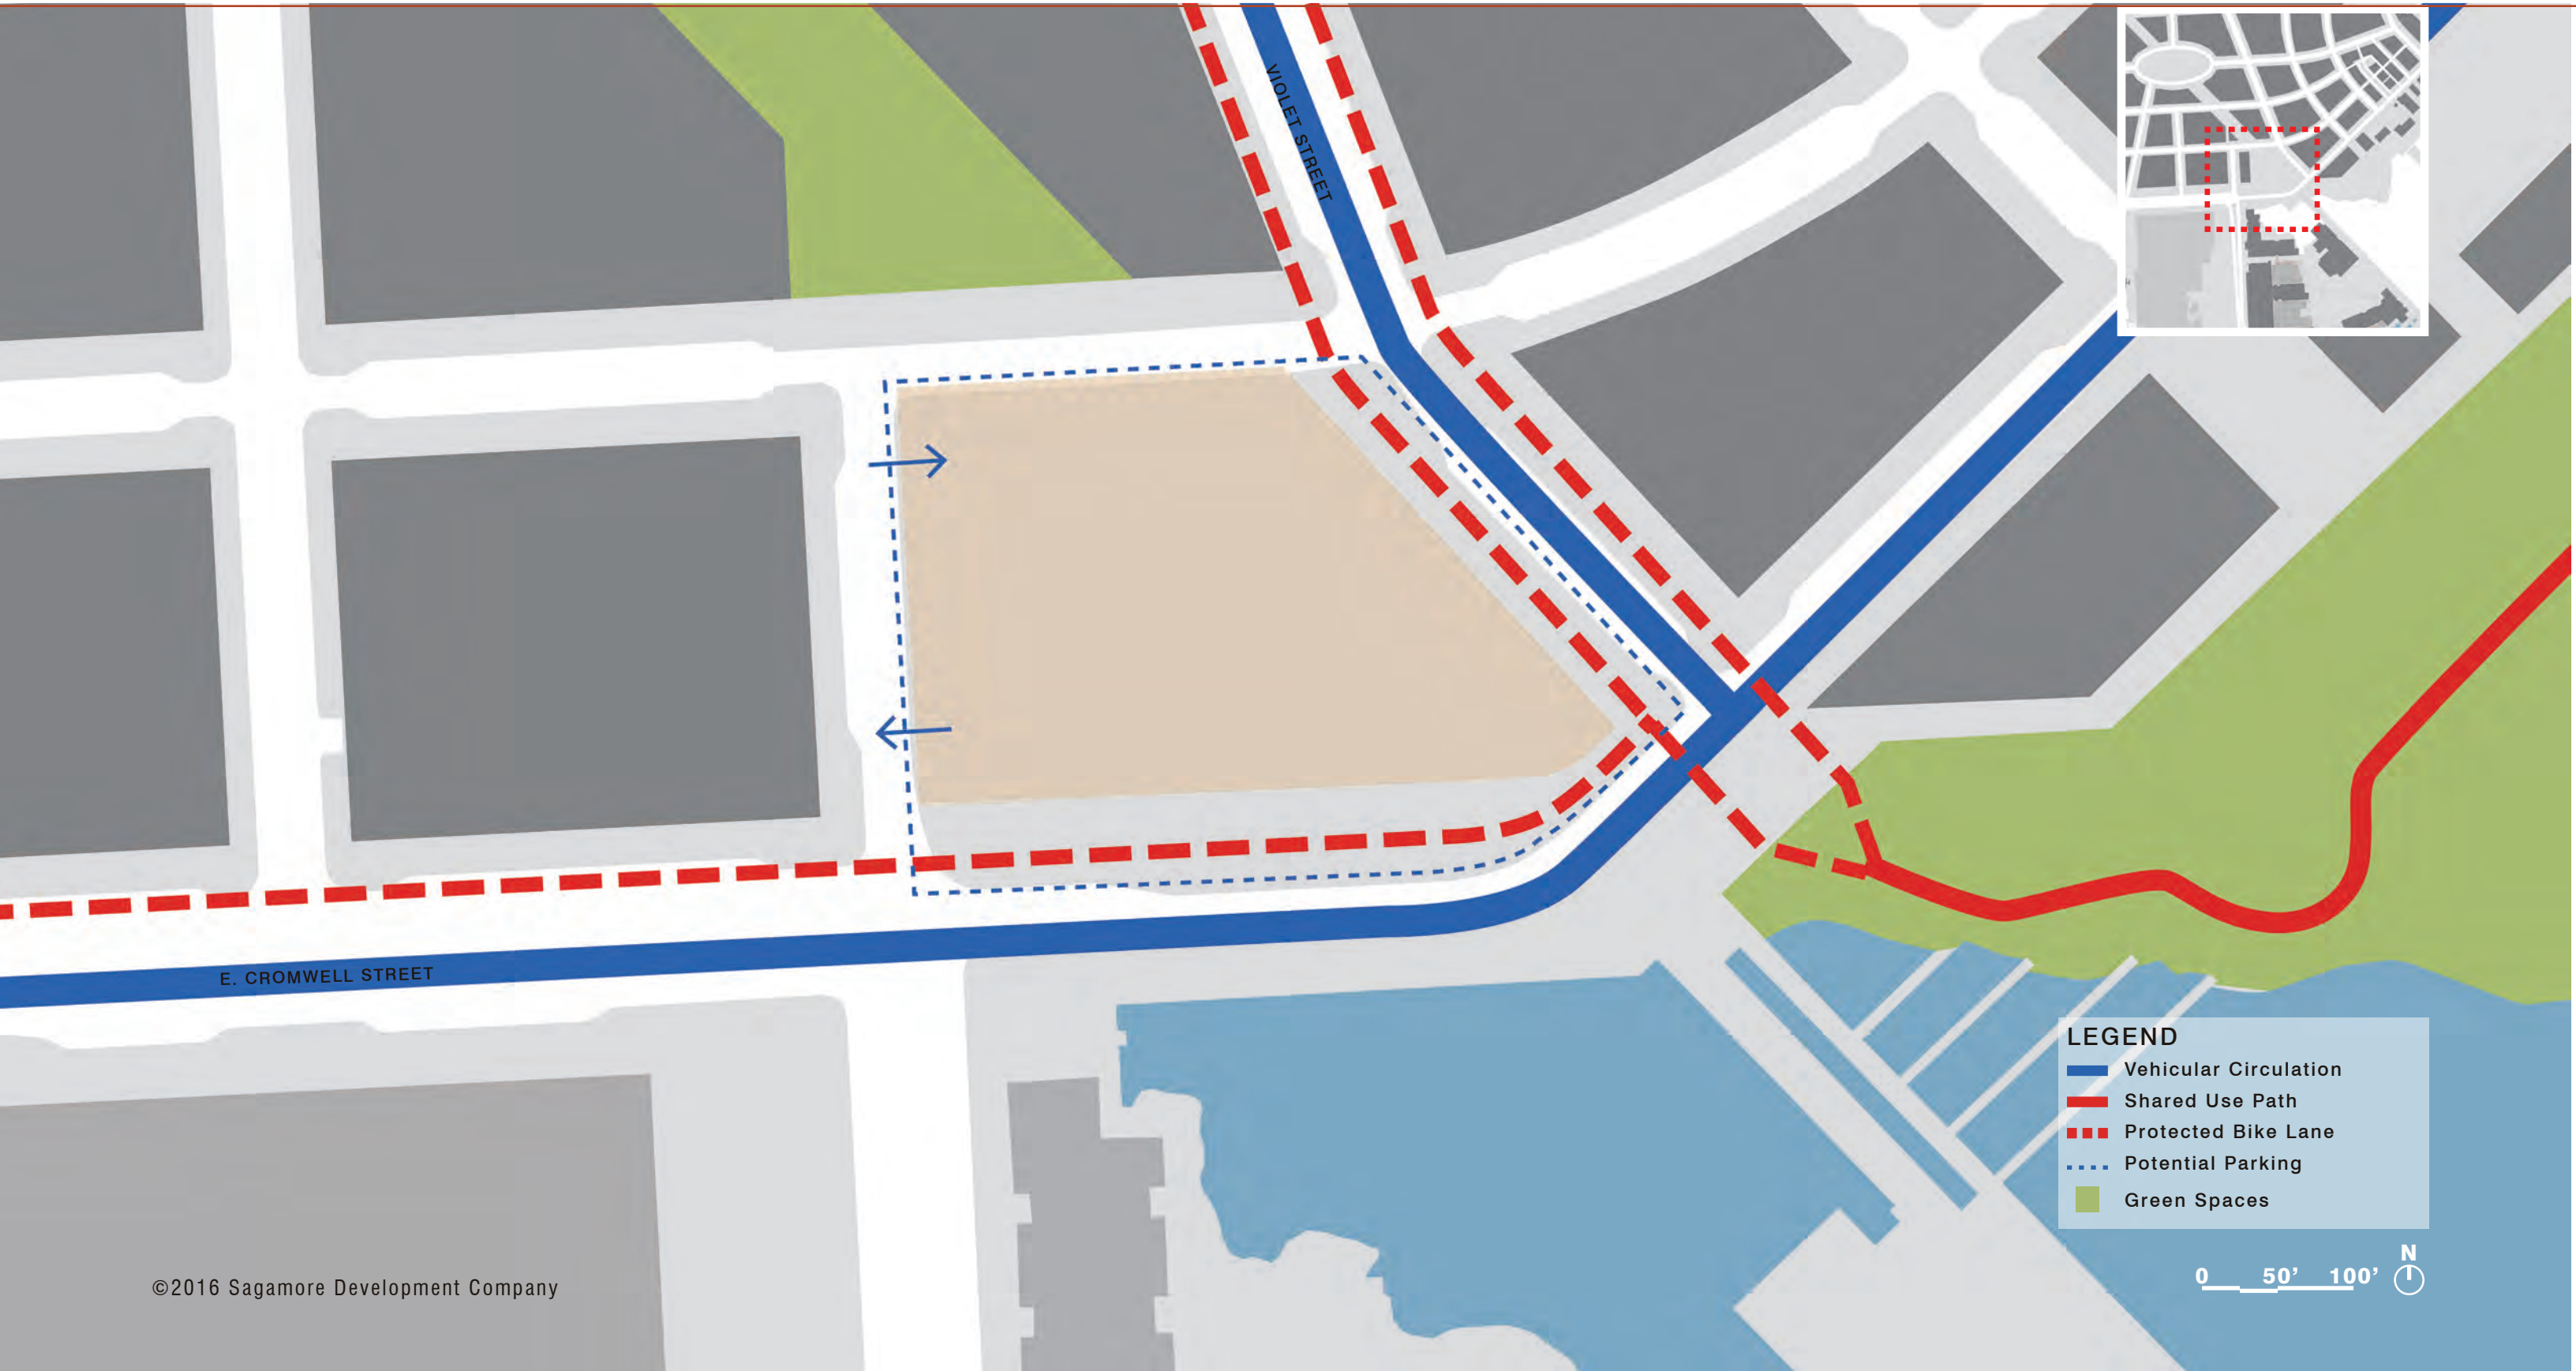 VIOLET STREET
E. CROMWELL STREET
LEGEND
Vehicular Circulation
Shared Use Path
Protected Bike Lane
Potential Parking
Green Spaces
N
0 50’ 100’
©2016 Sagamore Development Company